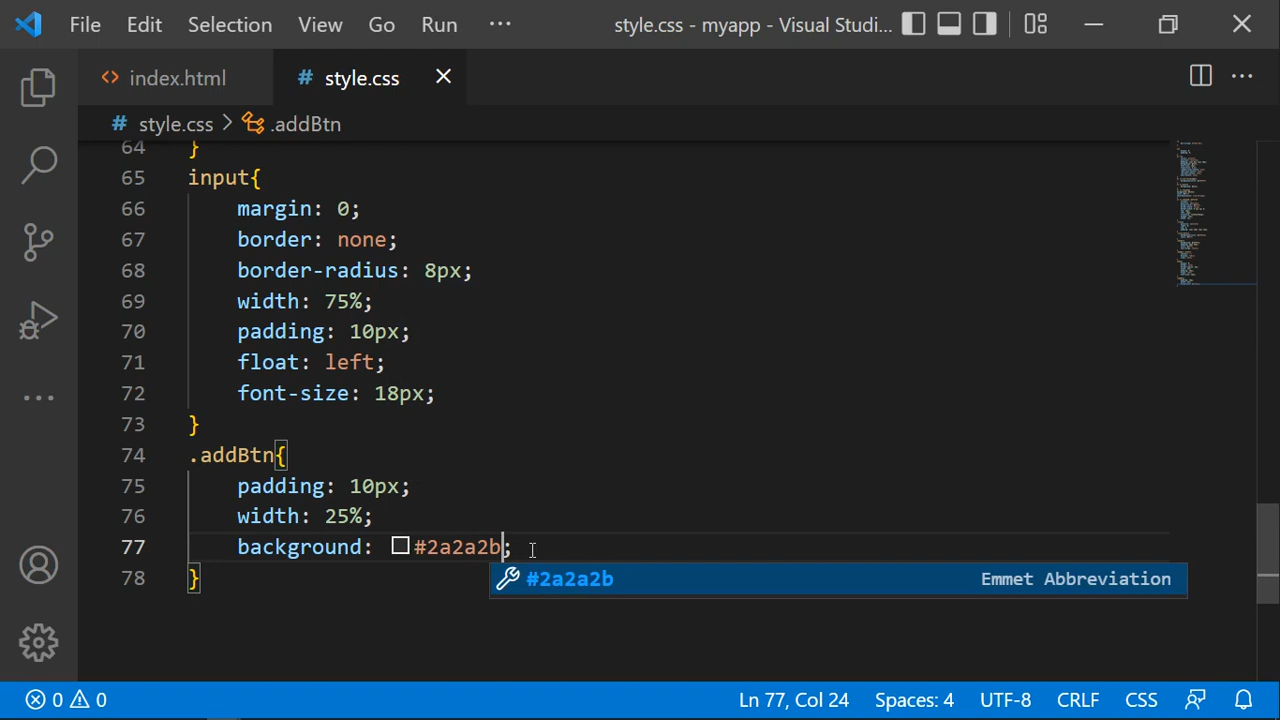 File Edit Selection View Go Run ··· style.css - myapp - Visual Studi...
index.html # style.css
# style.css > .addBtn
64 }
65 input{
66 margin: 0;
67 border: none;
68 border-radius: 8px;
69 width: 75%;
70 padding: 10px;
71 float: left;
72 font-size: 18px;
73 }
74 .addBtn{
75 padding: 10px;
76 width: 25%;
77 background: #2a2a2b;
#2a2a2b Emmet Abbreviation
78 }
0 0 Ln 77, Col 24 Spaces: 4 UTF-8 CRLF CSS